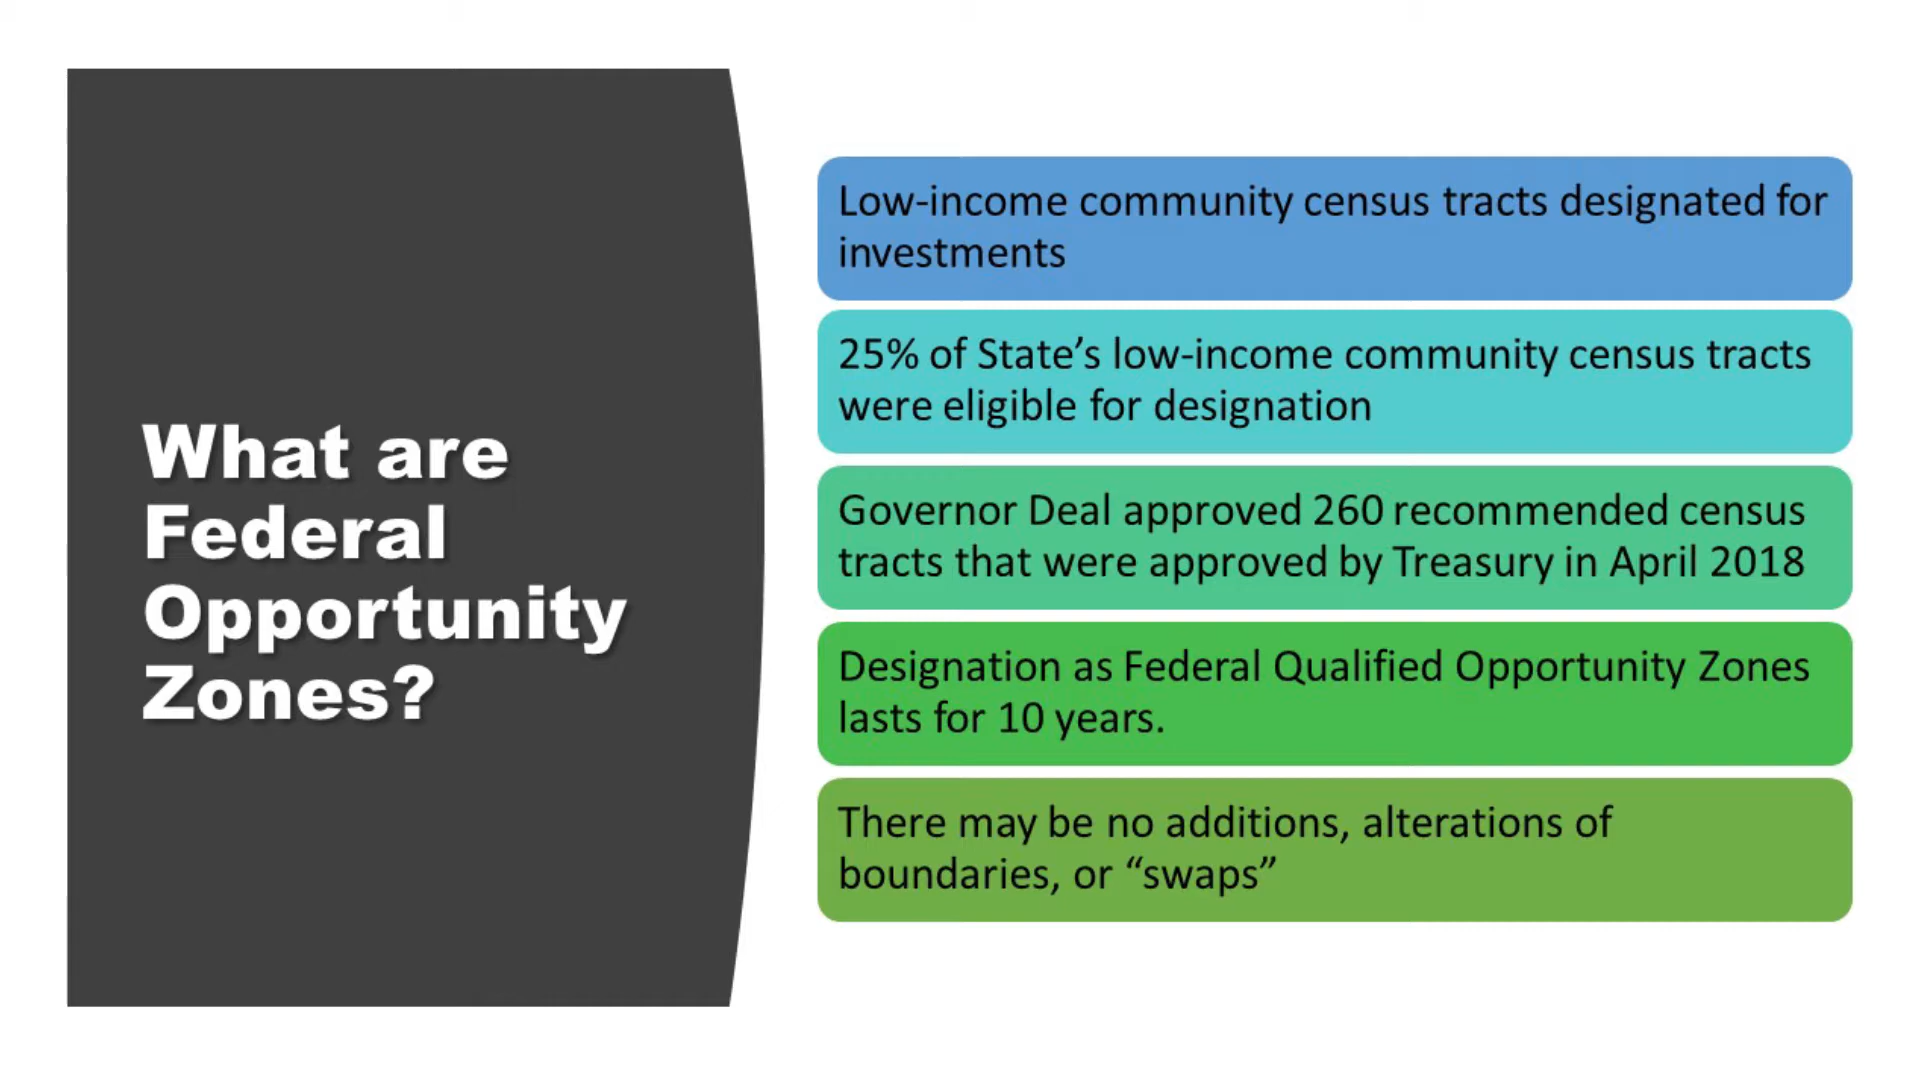 What are
Federal
Opportunity
Zones?
Low-income community census tracts designated for
investments
25% of State’s low-income community census tracts
were eligible for designation
Governor Deal approved 260 recommended census
tracts that were approved by Treasury in April 2018
Designation as Federal Qualified Opportunity Zones
lasts for 10 years.
There may be no additions, alterations of
boundaries, or “swaps”